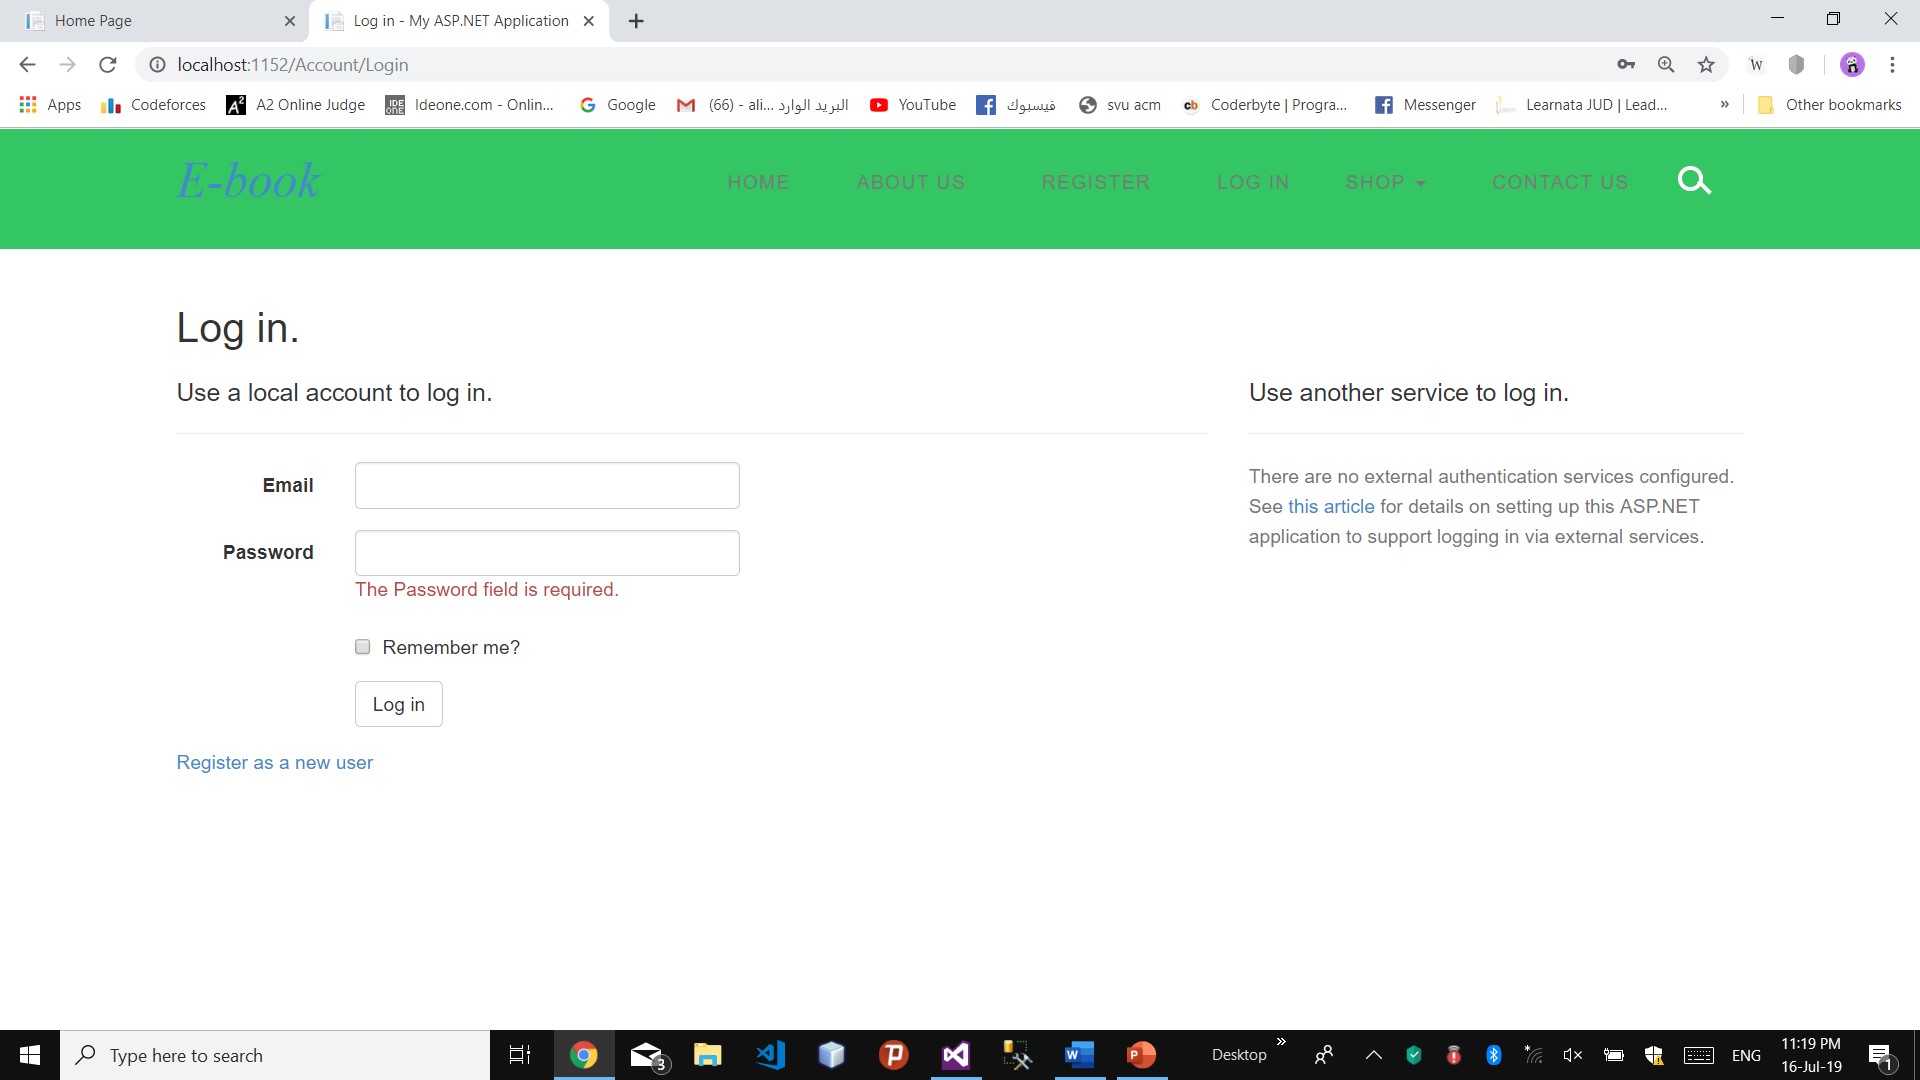 Home Page
Log in - My ASP.NET Application
localhost:1152/Account/Login
W
Apps
Codeforces
A2 Online Judge
Ideone.com - Onlin...
Google
(66) - ali... البريد الوارد
YouTube
فيسبوك
svu acm
Coderbyte | Progra...
Messenger
Learnata JUD | Lead...
»
Other bookmarks
E-book
HOME
ABOUT US
REGISTER
LOG IN
SHOP
CONTACT US
Log in.
Use a local account to log in.
Email
Password
The Password field is required.
Remember me?
Log in
Register as a new user
Use another service to log in.
There are no external authentication services configured.
See this article for details on setting up this ASP.NET
application to support logging in via external services.
Type here to search
3
Desktop
»
ENG
11:19 PM
16-Jul-19
1